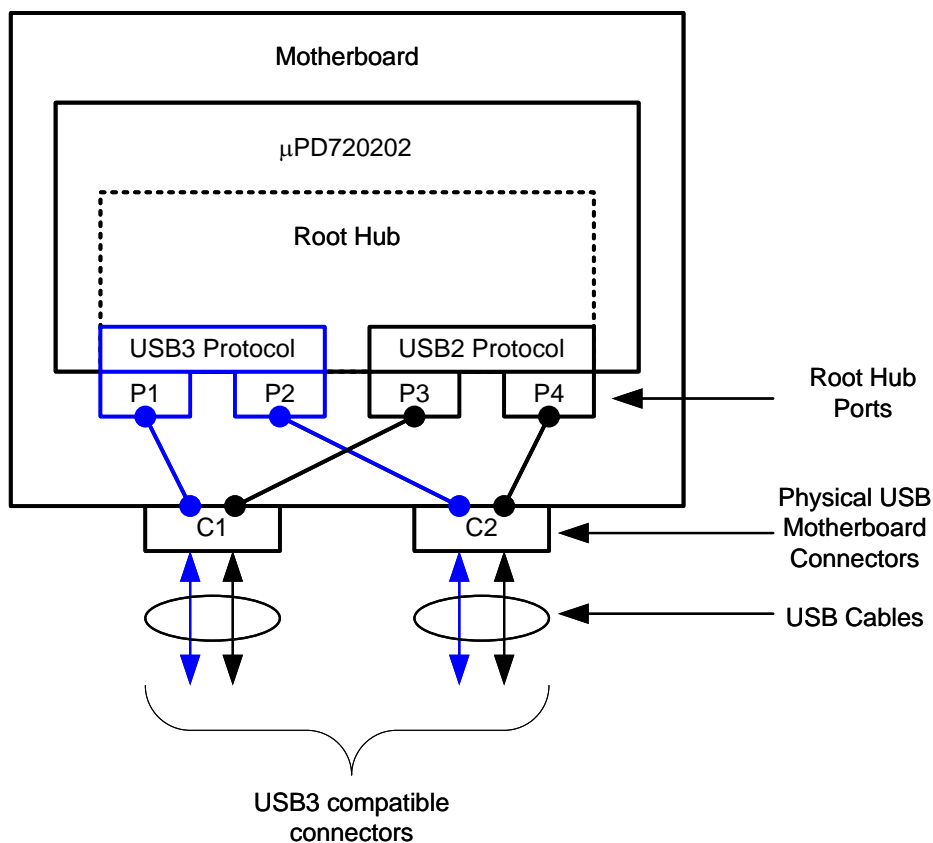 Motherboard
μPD720202
Root Hub
USB3 Protocol
USB2 Protocol
P1
P2
P3
P4
Root Hub
Ports
C1
C2
Physical USB
Motherboard
Connectors
USB Cables
USB3 compatible
connectors